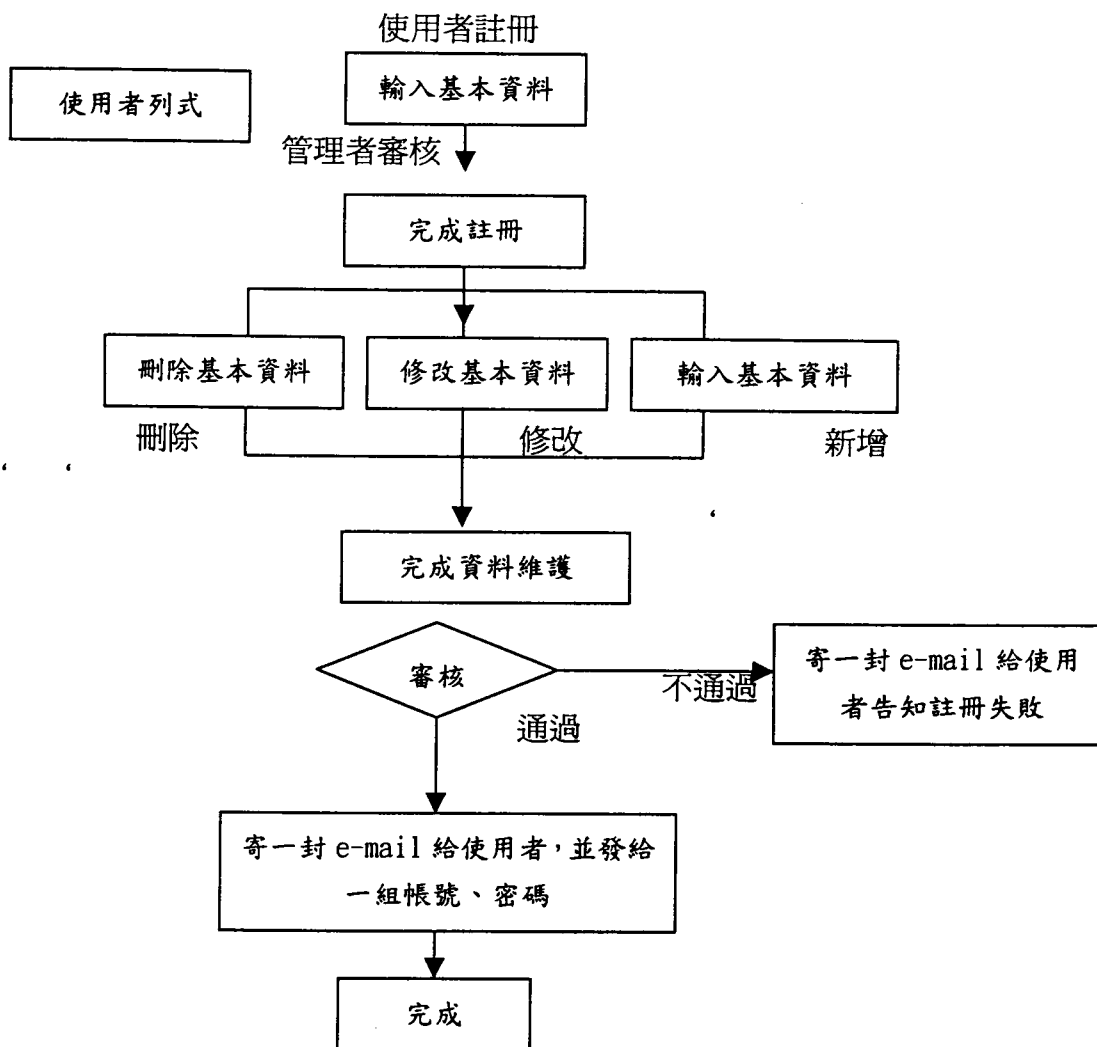 使用者註冊
使用者列式
輸入基本資料
管理者審核
完成註冊
刪除基本資料
修改基本資料
輸入基本資料
刪除
修改
新增
完成資料維護
審核
不通過
寄一封 e-mail 給使用
者告知註冊失敗
通過
寄一封 e-mail 給使用者，並發給
一組帳號、密碼
完成